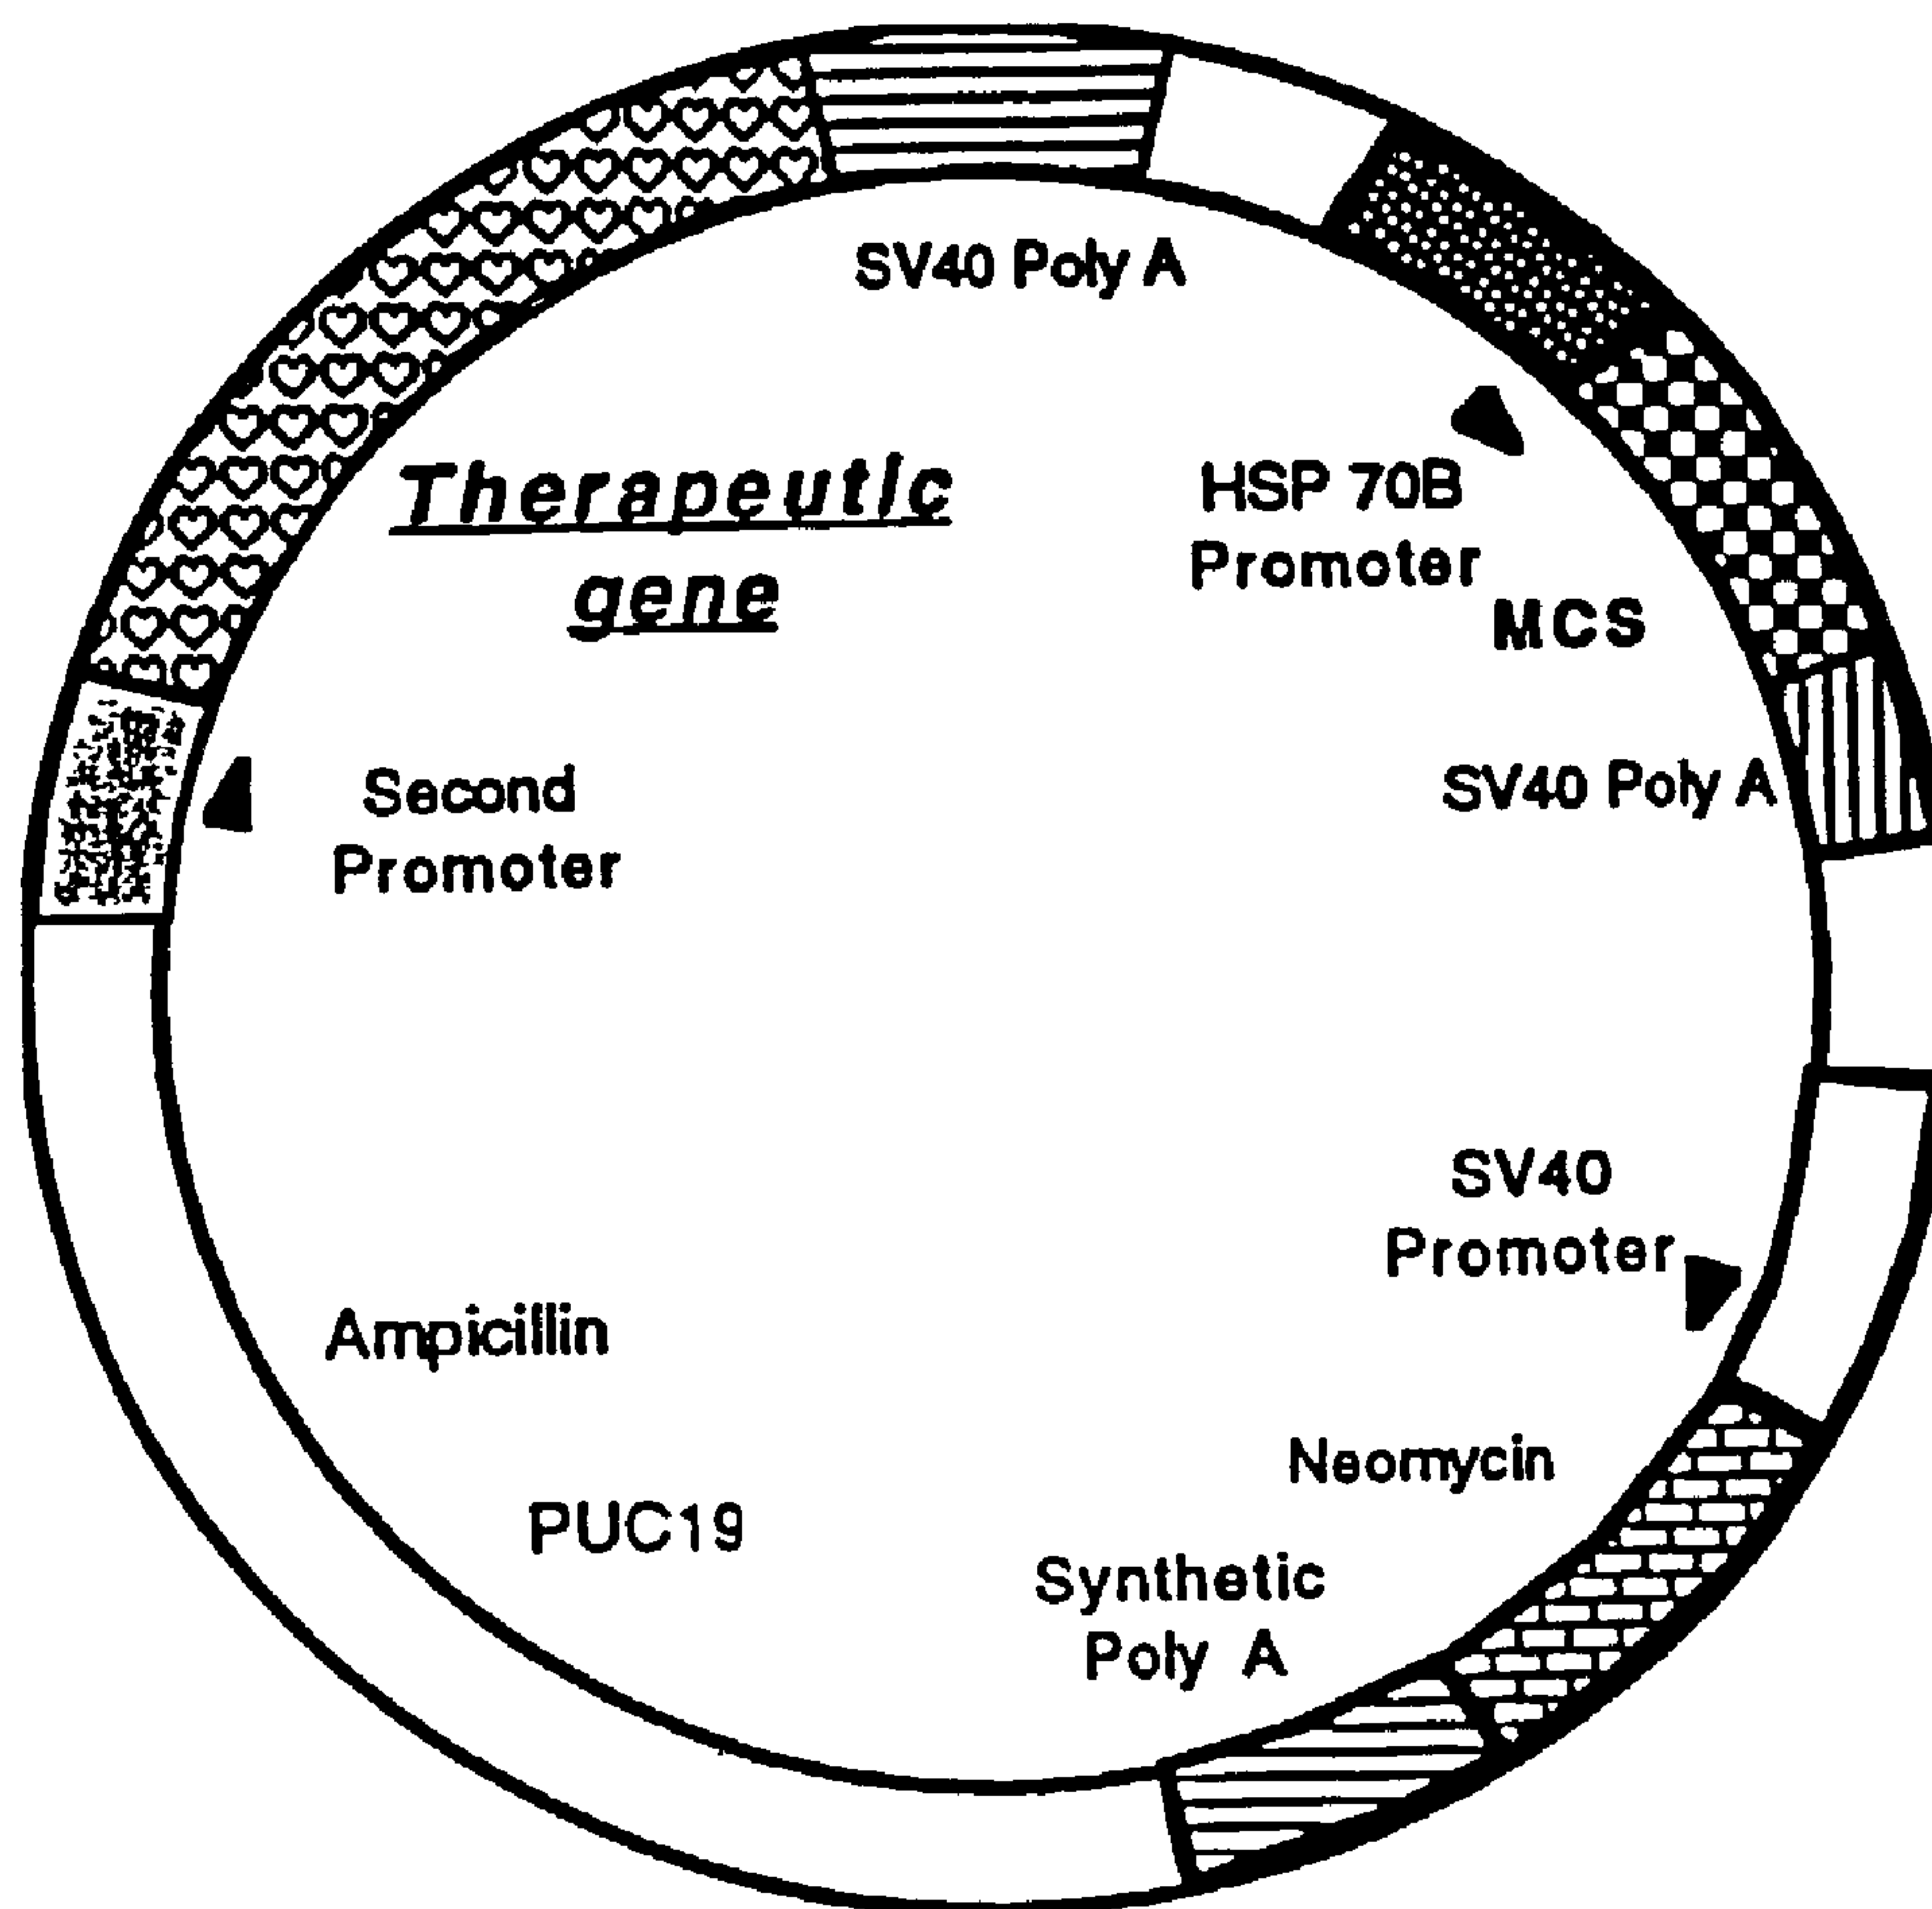 SV40 Poly A
Therapeutic
gene
HSP 70B
Promoter
MCS
Second
Promoter
SV40 Poly A
SV40
Promoter
Ampicillin
Neomycin
PUC19
Synthetic
Poly A